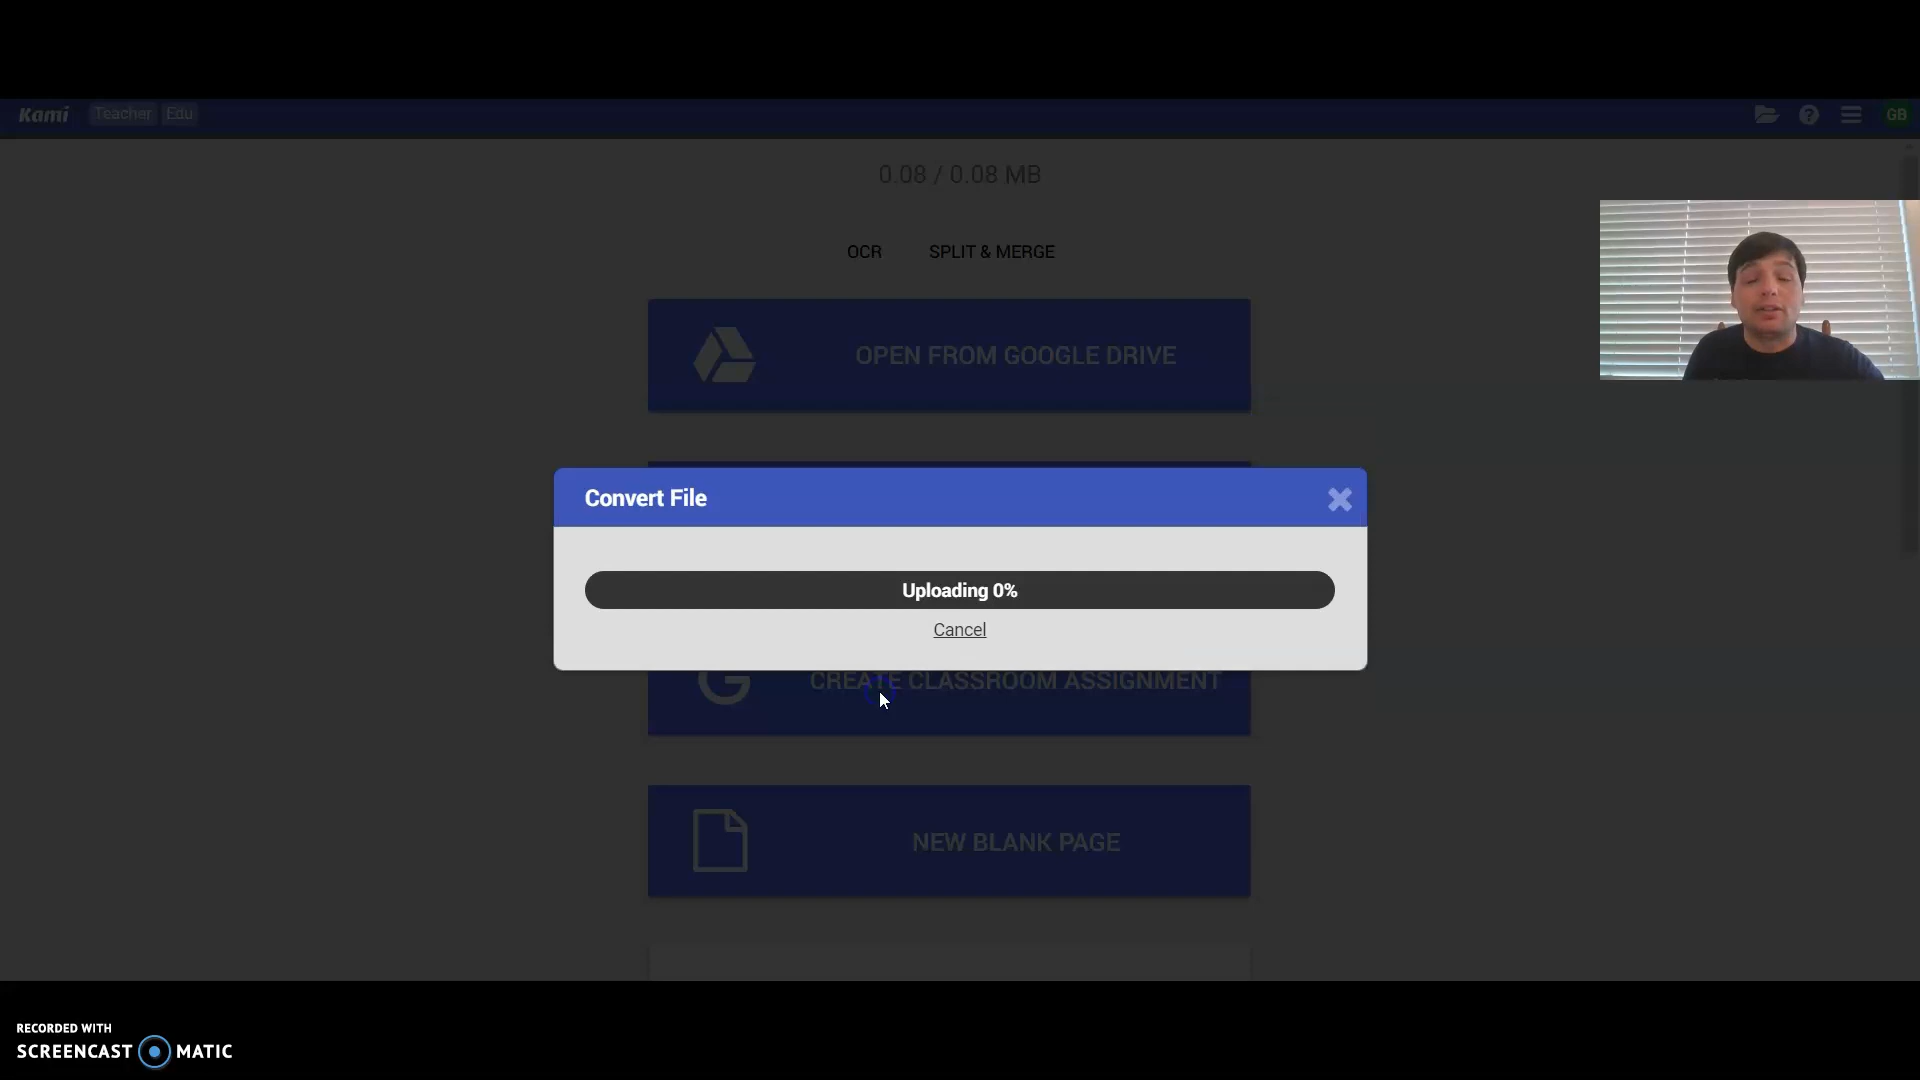 Kami Teacher Edu
GB
0.08 / 0.08 MB
OCR SPLIT & MERGE
OPEN FROM GOOGLE DRIVE
Convert File
Uploading 0%
Cancel
CREATE CLASSROOM ASSIGNMENT
NEW BLANK PAGE
RECORDED WITH
SCREENCAST MATIC